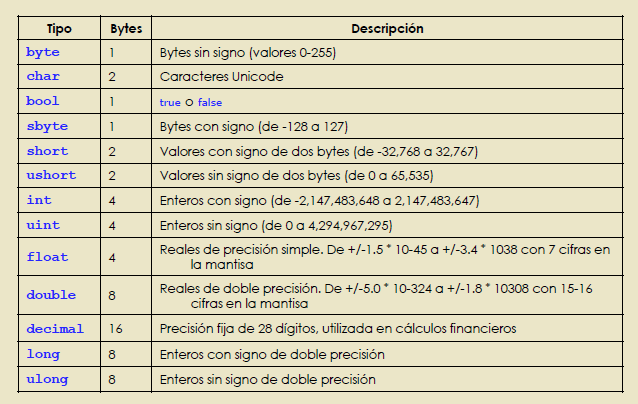 Tipo Bytes Descripción
byte 1 Bytes sin signo (valores 0-255)
char 2 Caracteres Unicode
bool 1 true O false
sbyte 1 Bytes con signo (de -128 a 127)
short 2 Valores con signo de dos bytes (de -32,768 a 32,767)
ushort 2 Valores sin signo de dos bytes (de 0 a 65,535)
int 4 Enteros con signo (de -2,147,483,648 a 2,147,483,647)
uint 4 Enteros sin signo (de 0 a 4,294,967,295)
float 4 Reales de precisión simple. De +/-1.5 * 10-45 a +/-3.4 * 1038 con 7 cifras en
la mantisa
double 8 Reales de doble precisión. De +/-5.0 * 10-324 a +/-1.8 * 10308 con 15-16
cifras en la mantisa
decimal 16 Precisión fija de 28 dígitos, utilizada en cálculos financieros
long 8 Enteros con signo de doble precisión
ulong 8 Enteros sin signo de doble precisión